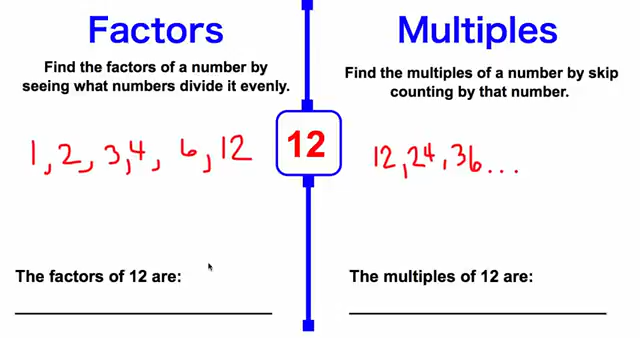 Factors
Find the factors of a number by
seeing what numbers divide it evenly.
1, 2, 3, 4, 6, 12
The factors of 12 are:
12
Multiples
Find the multiples of a number by skip
counting by that number.
12, 24, 36...
The multiples of 12 are: